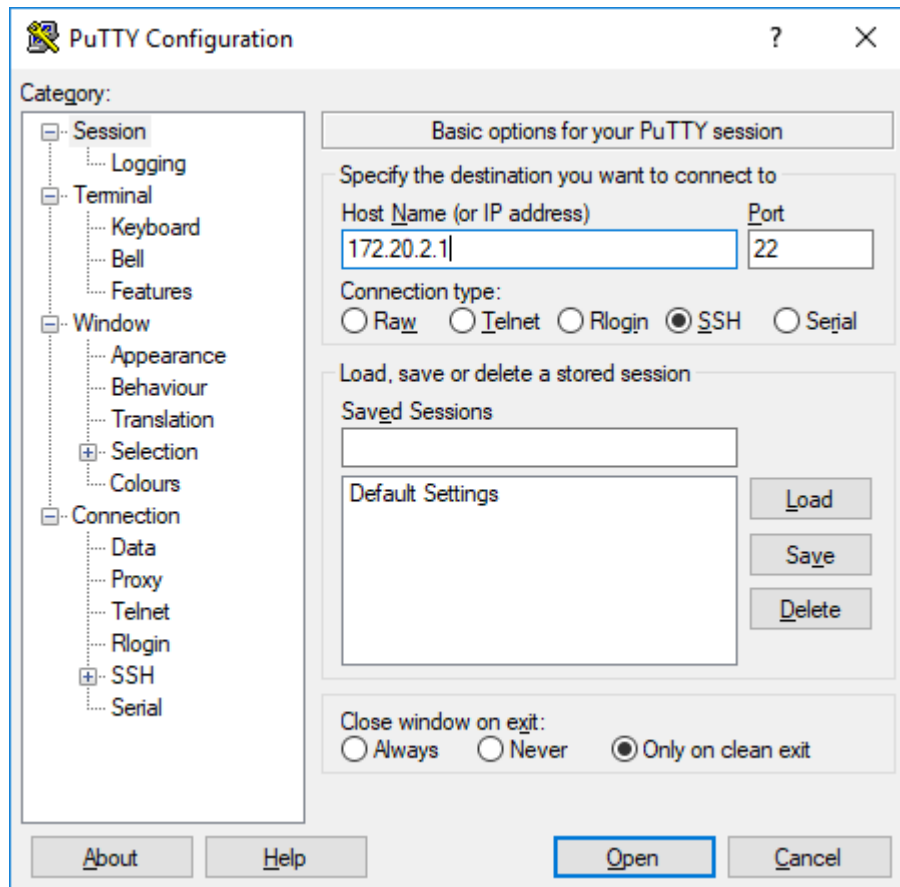 PuTTY Configuration
?
Category:
Session
Logging
Terminal
Keyboard
Bell
Features
Window
Appearance
Behaviour
Translation
Selection
Colours
Connection
Data
Proxy
Telnet
Rlogin
SSH
Serial
Basic options for your PuTTY session
Specify the destination you want to connect to
Host Name (or IP address) Port
172.20.2.1 22
Connection type:
Raw Telnet Rlogin SSH Serial
Load, save or delete a stored session
Saved Sessions
Default Settings
Load
Save
Delete
Close window on exit:
Always Never Only on clean exit
About Help Open Cancel